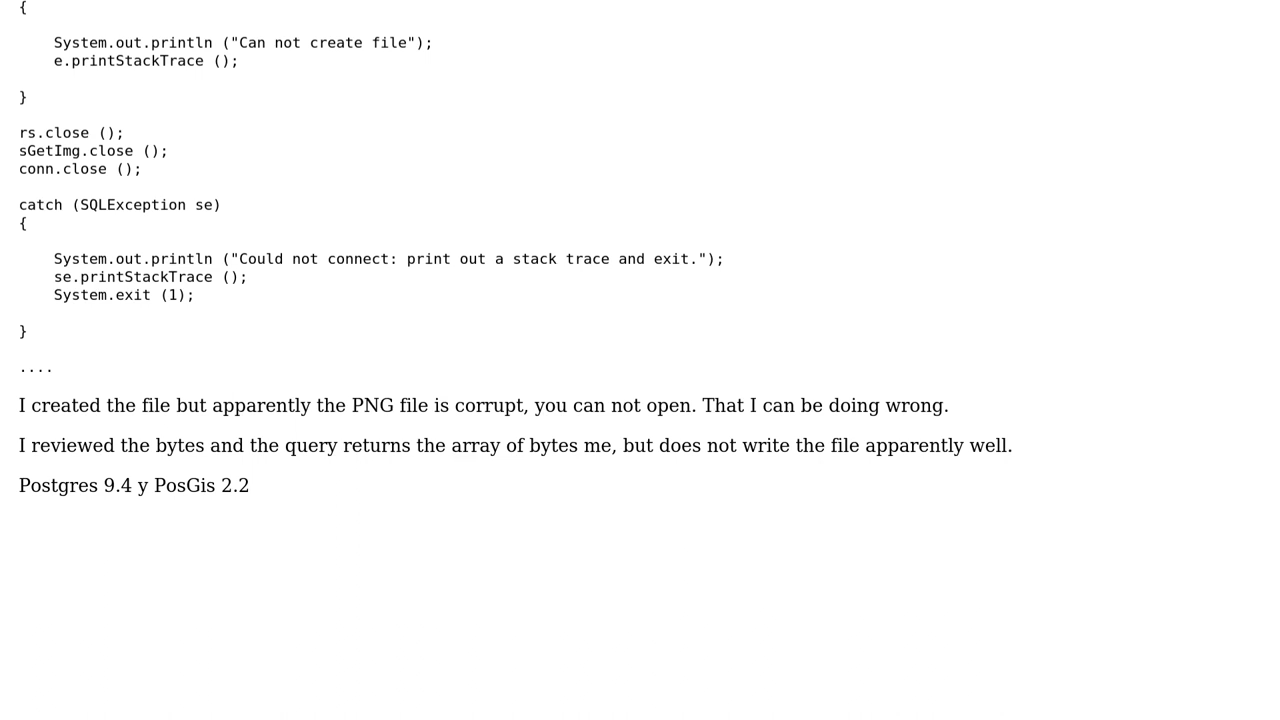 {
System.out.println ("Can not create file");
e.printStackTrace ();
}
rs.close ();
sGetImg.close ();
conn.close ();
catch (SQLException se)
{
System.out.println ("Could not connect: print out a stack trace and exit.");
se.printStackTrace ();
System.exit (1);
}
....
I created the file but apparently the PNG file is corrupt, you can not open. That I can be doing wrong.
I reviewed the bytes and the query returns the array of bytes me, but does not write the file apparently well.
Postgres 9.4 y PosGis 2.2